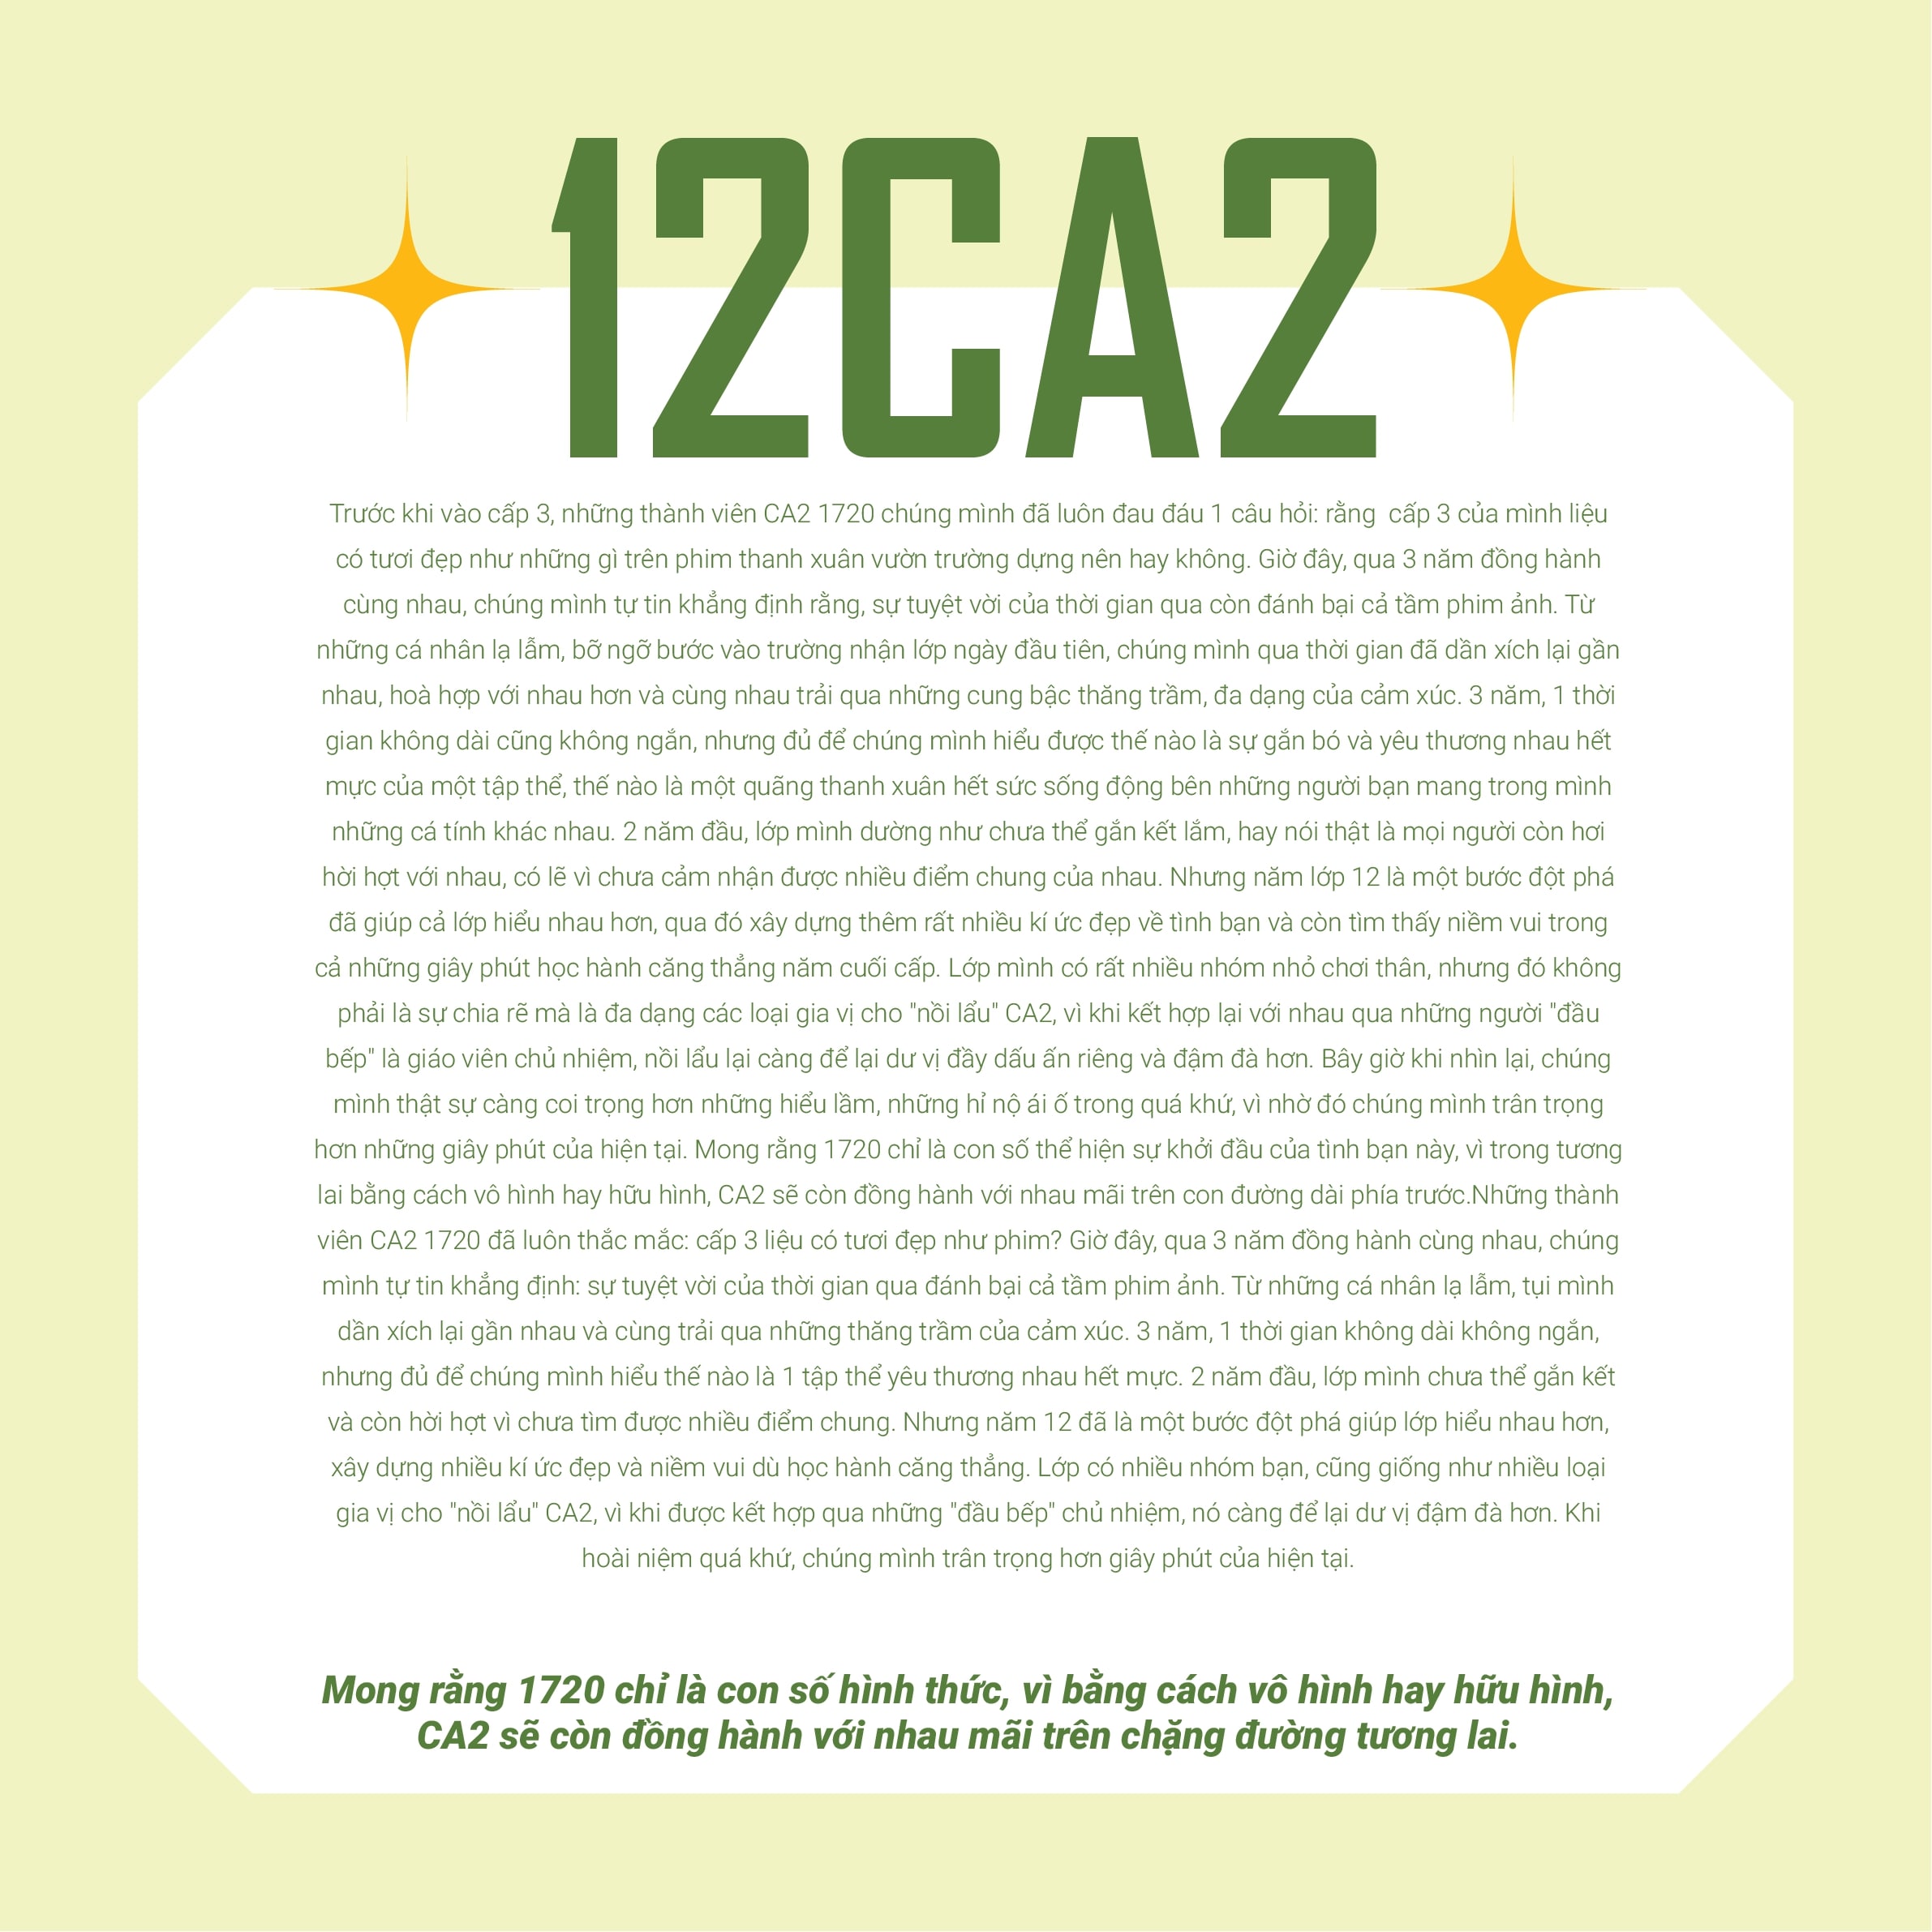 12CA2
Trước khi vào cấp 3, những thành viên CA2 1720 chúng mình đã luôn đau đáu 1 câu hỏi: rằng  cấp 3 của mình liệu
có tươi đẹp như những gì trên phim thanh xuân vườn trường dựng nên hay không. Giờ đây, qua 3 năm đồng hành
cùng nhau, chúng mình tự tin khẳng định rằng, sự tuyệt vời của thời gian qua còn đánh bại cả tầm phim ảnh. Từ
những cá nhân lạ lẫm, bỡ ngỡ bước vào trường nhận lớp ngày đầu tiên, chúng mình qua thời gian đã dần xích lại gần
nhau, hoà hợp với nhau hơn và cùng nhau trải qua những cung bậc thăng trầm, đa dạng của cảm xúc. 3 năm, 1 thời
gian không dài cũng không ngắn, nhưng đủ để chúng mình hiểu được thế nào là sự gắn bó và yêu thương nhau hết
mực của một tập thể, thế nào là một quãng thanh xuân hết sức sống động bên những người bạn mang trong mình
những cá tính khác nhau. 2 năm đầu, lớp mình dường như chưa thể gắn kết lắm, hay nói thật là mọi người còn hơi
hời hợt với nhau, có lẽ vì chưa cảm nhận được nhiều điểm chung của nhau. Nhưng năm lớp 12 là một bước đột phá
đã giúp cả lớp hiểu nhau hơn, qua đó xây dựng thêm rất nhiều kí ức đẹp về tình bạn và còn tìm thấy niềm vui trong
cả những giây phút học hành căng thẳng năm cuối cấp. Lớp mình có rất nhiều nhóm nhỏ chơi thân, nhưng đó không
phải là sự chia rẽ mà là đa dạng các loại gia vị cho "nồi lẩu" CA2, vì khi kết hợp lại với nhau qua những người "đầu
bếp" là giáo viên chủ nhiệm, nồi lẩu lại càng để lại dư vị đầy dấu ấn riêng và đậm đà hơn. Bây giờ khi nhìn lại, chúng
mình thật sự càng coi trọng hơn những hiểu lầm, những hỉ nộ ái ố trong quá khứ, vì nhờ đó chúng mình trân trọng
hơn những giây phút của hiện tại. Mong rằng 1720 chỉ là con số thể hiện sự khởi đầu của tình bạn này, vì trong tương
lai bằng cách vô hình hay hữu hình, CA2 sẽ còn đồng hành với nhau mãi trên con đường dài phía trước.Những thành
viên CA2 1720 đã luôn thắc mắc: cấp 3 liệu có tươi đẹp như phim? Giờ đây, qua 3 năm đồng hành cùng nhau, chúng
mình tự tin khẳng định: sự tuyệt vời của thời gian qua đánh bại cả tầm phim ảnh. Từ những cá nhân lạ lẫm, tụi mình
dần xích lại gần nhau và cùng trải qua những thăng trầm của cảm xúc. 3 năm, 1 thời gian không dài không ngắn,
nhưng đủ để chúng mình hiểu thế nào là 1 tập thể yêu thương nhau hết mực. 2 năm đầu, lớp mình chưa thể gắn kết
và còn hời hợt vì chưa tìm được nhiều điểm chung. Nhưng năm 12 đã là một bước đột phá giúp lớp hiểu nhau hơn,
xây dựng nhiều kí ức đẹp và niềm vui dù học hành căng thẳng. Lớp có nhiều nhóm bạn, cũng giống như nhiều loại
gia vị cho "nồi lẩu" CA2, vì khi được kết hợp qua những "đầu bếp" chủ nhiệm, nó càng để lại dư vị đậm đà hơn. Khi
hoài niệm quá khứ, chúng mình trân trọng hơn giây phút của hiện tại.
Mong rằng 1720 chỉ là con số hình thức, vì bằng cách vô hình hay hữu hình,
CA2 sẽ còn đồng hành với nhau mãi trên chặng đường tương lai.